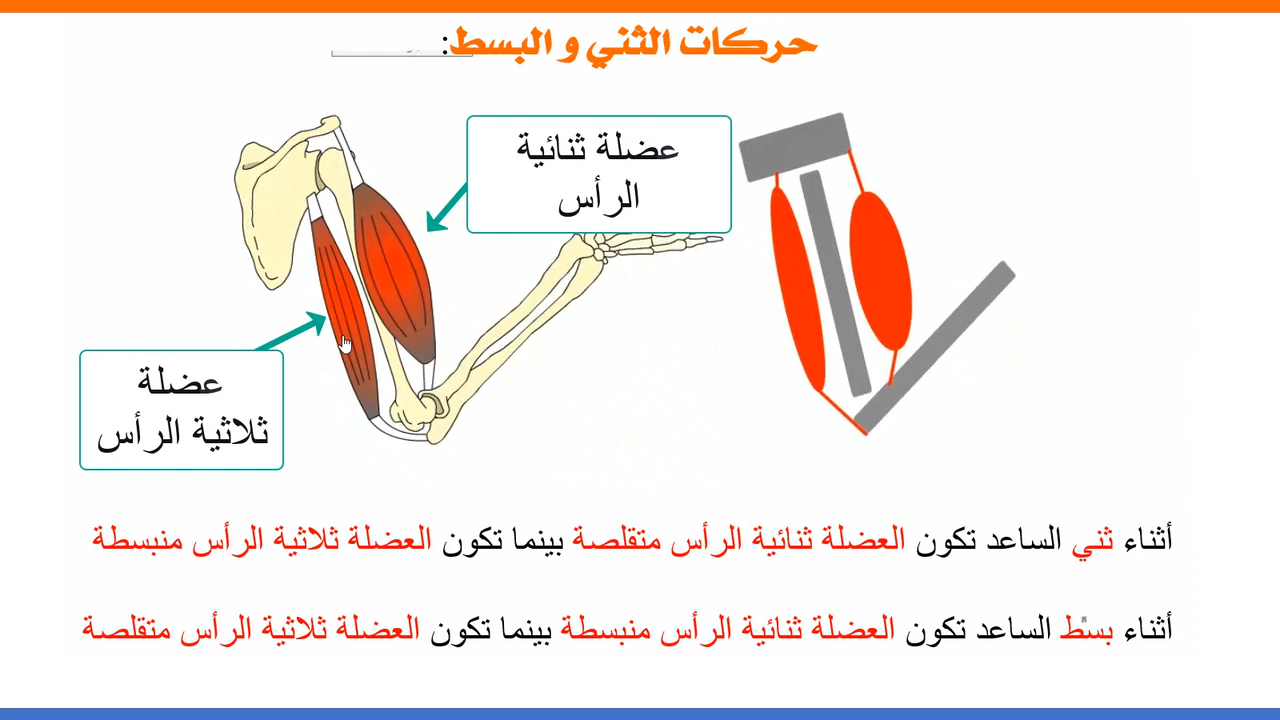 حركات الثني و البسط:
عضلة ثنائية
الرأس
عضلة
ثلاثية الرأس
أثناء ثني الساعد تكون العضلة ثنائية الرأس متقلصة بينما تكون العضلة ثلاثية الرأس منبسطة
أثناء بسط الساعد تكون العضلة ثنائية الرأس منبسطة بينما تكون العضلة ثلاثية الرأس متقلصة